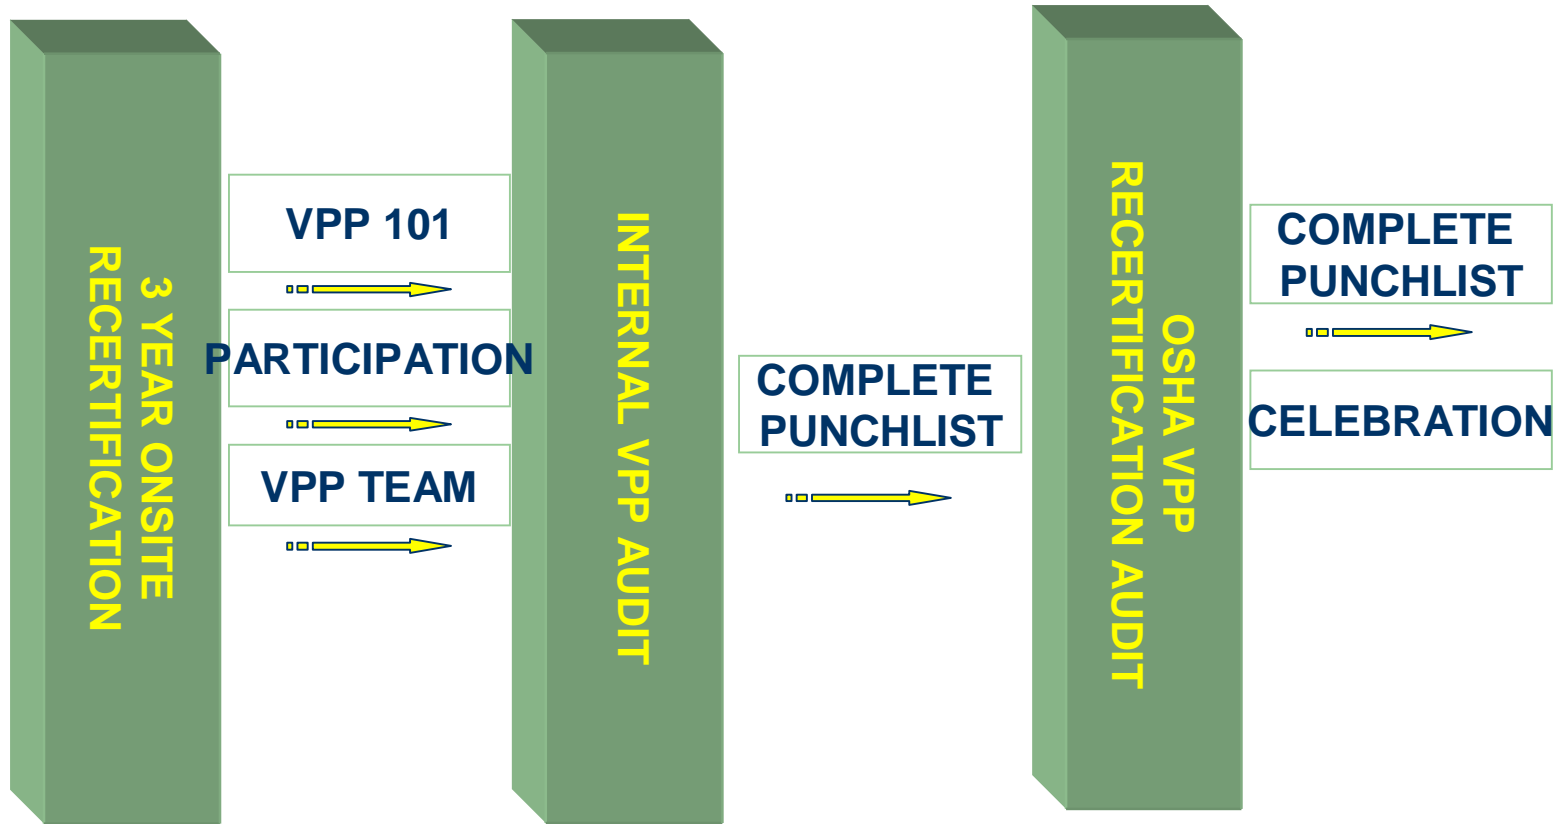 3 YEAR ONSITE
RECERTIFICATION
VPP 101
PARTICIPATION
VPP TEAM
INTERNAL VPP AUDIT
COMPLETE
PUNCHLIST
OSHA VPP
RECERTIFICATION AUDIT
COMPLETE
PUNCHLIST
CELEBRATION